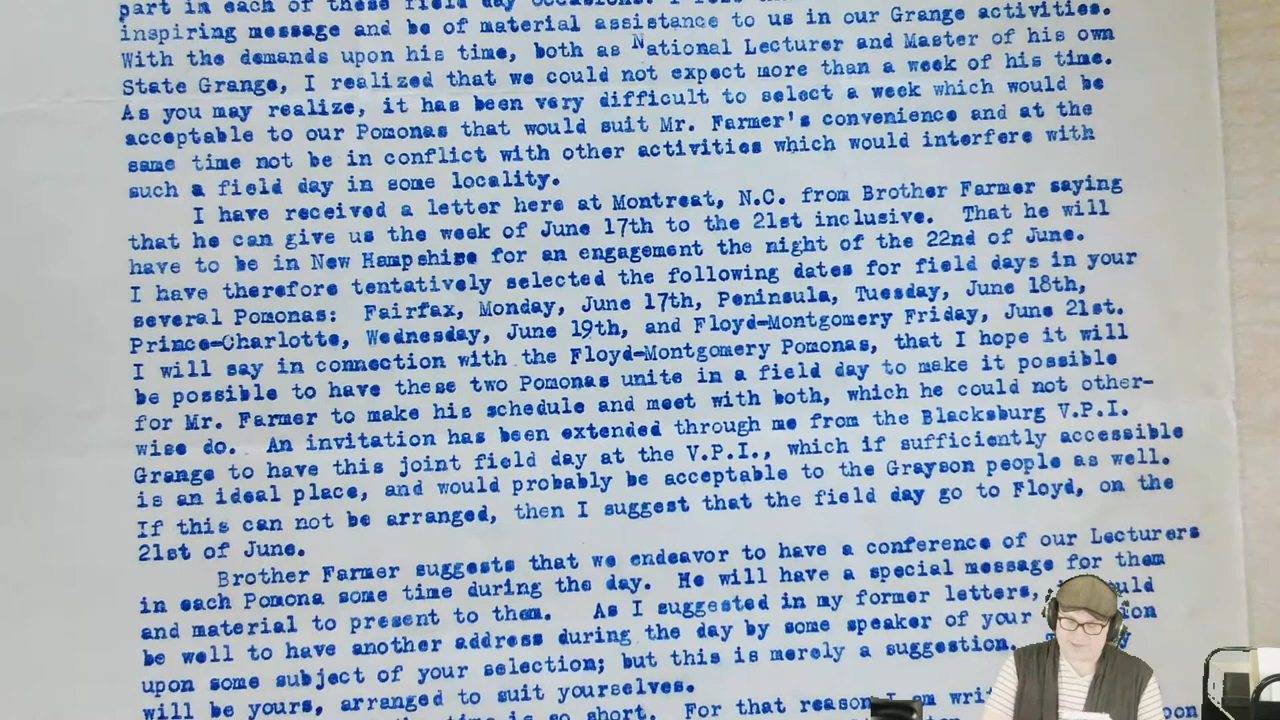 part in each of these field day occasions. I
inspiring message and be of material assistance to us in our Grange activities.
With the demands upon his time, both as National Lecturer and Master of his own
State Grange, I realized that we could not expect more than a week of his time.
As you may realize, it has been very difficult to select a week which would be
acceptable to our Pomonas that would suit Mr. Farmer's convenience and at the
same time not be in conflict with other activities which would interfere with
such a field day in some locality.
I have received a letter here at Montreat, N.C. from Brother Farmer saying
that he can give us the week of June 17th to the 21st inclusive. That he will
have to be in New Hampshire for an engagement the night of the 22nd of June.
I have therefore tentatively selected the following dates for field days in your
several Pomonas: Fairfax, Monday, June 17th, Peninsula, Tuesday, June 18th,
Prince-Charlotte, Wednesday, June 19th, and Floyd-Montgomery Friday, June 21st.
I will say in connection with the Floyd-Montgomery Pomonas, that I hope it will
be possible to have these two Pomonas unite in a field day to make it possible
for Mr. Farmer to make his schedule and meet with both, which he could not other-
wise do. An invitation has been extended through me from the Blacksburg V.P.I.
Grange to have this joint field day at the V.P.I., which if sufficiently accessible
is an ideal place, and would probably be acceptable to the Grayson people as well.
If this can not be arranged, then I suggest that the field day go to Floyd, on the
21st of June.
Brother Farmer suggests that we endeavor to have a conference of our Lecturers
in each Pomona some time during the day. He will have a special message for them
and material to present to them. As I suggested in my former letters,
be well to have another address during the day by some speaker of your
upon some subject of your selection; but this is merely a suggestion.
will be yours, arranged to suit yourselves.
time is so short. For that reason I am